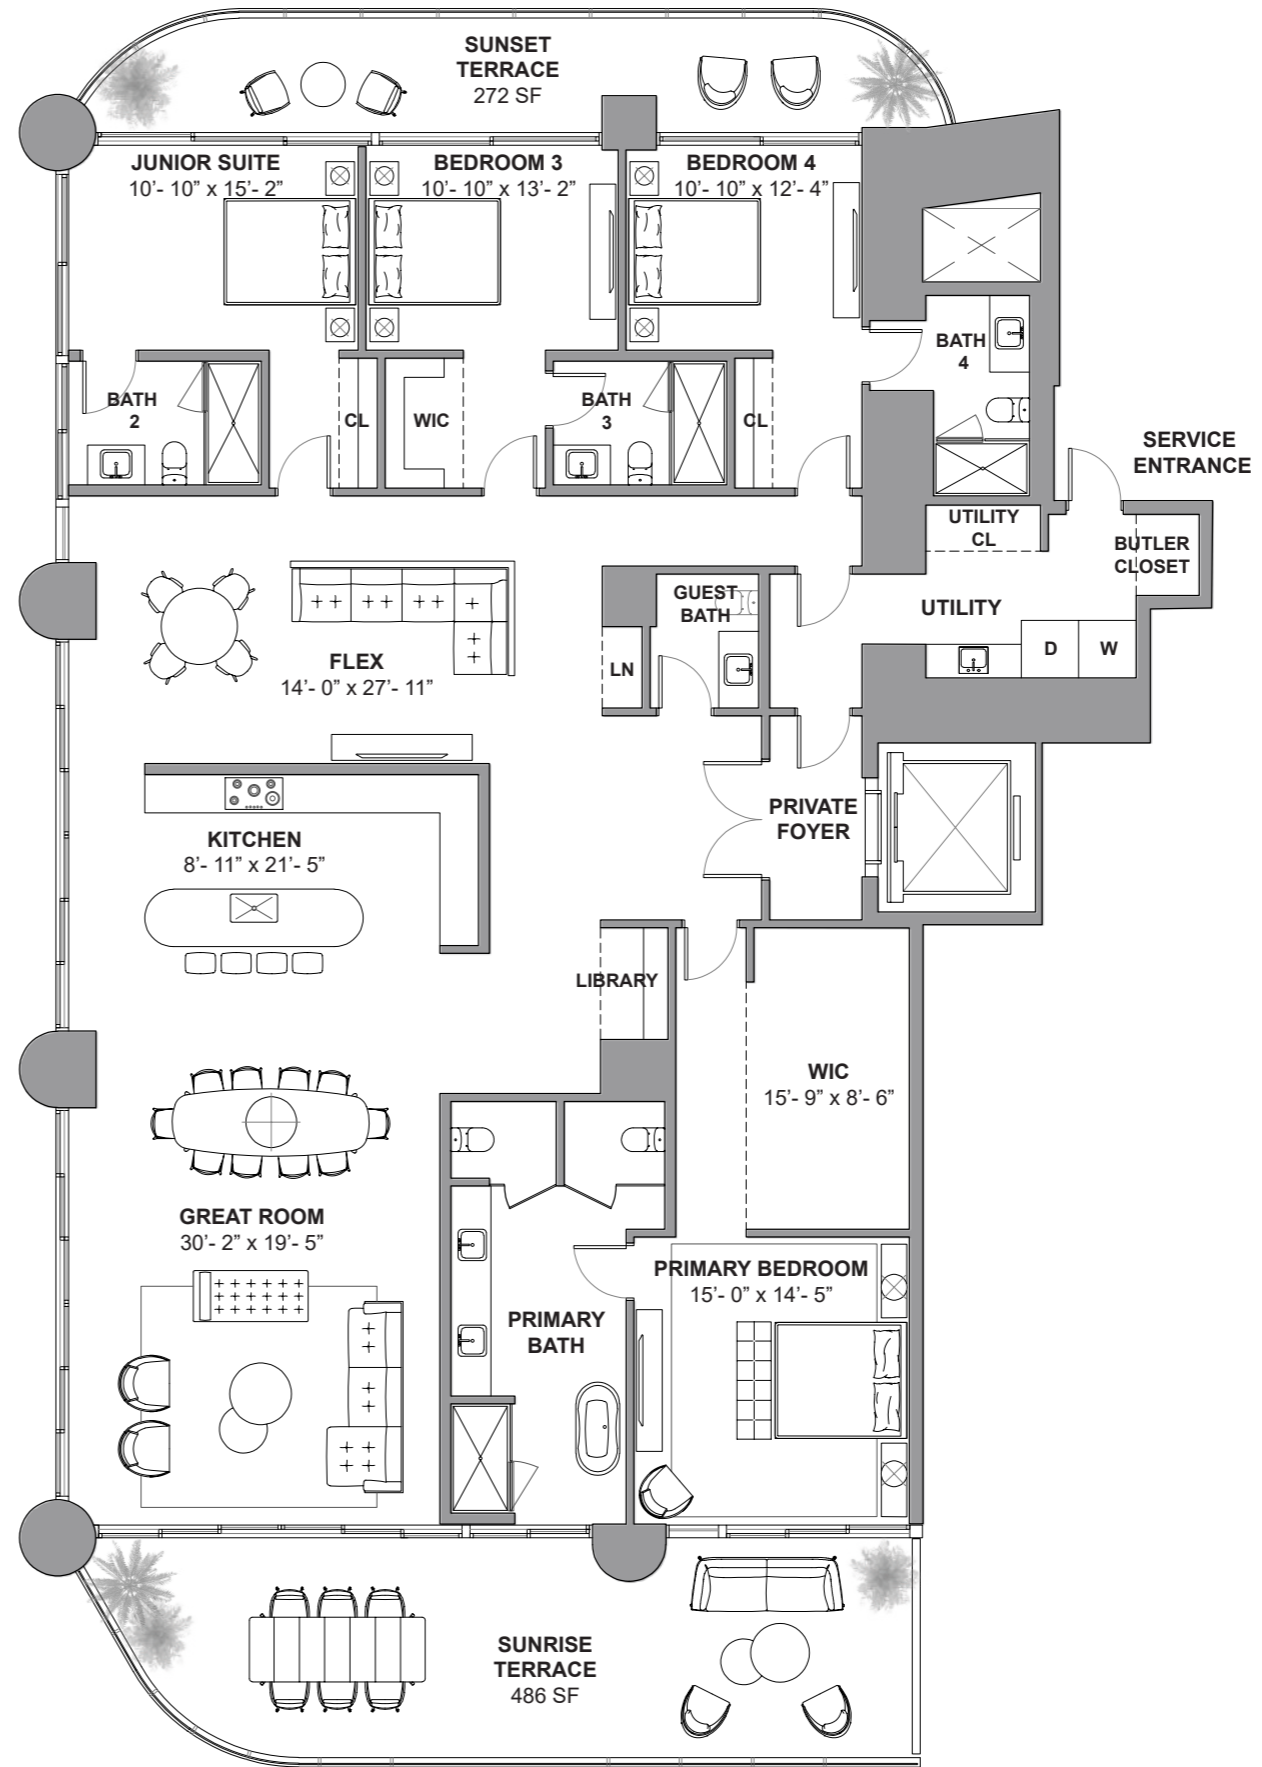 SUNSET
TERRACE
272 SF
JUNIOR SUITE
10’- 10” x 15’- 2”
BEDROOM 3
10’- 10” x 13’- 2”
BEDROOM 4
10’- 10” x 12’- 4”
BATH
4
BATH
2
CL
WIC
BATH
3
CL
SERVICE
ENTRANCE
UTILITY
CL
BUTLER
CLOSET
GUEST
BATH
UTILITY
D
W
LN
FLEX
14’- 0” x 27’- 11”
PRIVATE
FOYER
KITCHEN
8’- 11” x 21’- 5”
LIBRARY
WIC
15’- 9” x 8’- 6”
GREAT ROOM
30’- 2” x 19’- 5”
PRIMARY BEDROOM
15’- 0” x 14’- 5”
PRIMARY
BATH
SUNRISE
TERRACE
486 SF